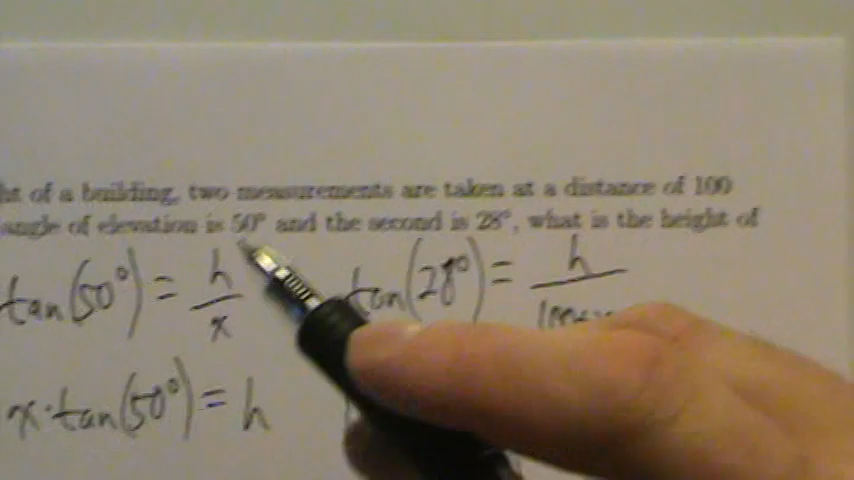 ht of a building, two measurements are taken at a distance of 100
angle of elevation is 50° and the second is 28°, what is the height of
tan(50°) = h/x tan(28°) = h/100+x
x·tan(50°) = h